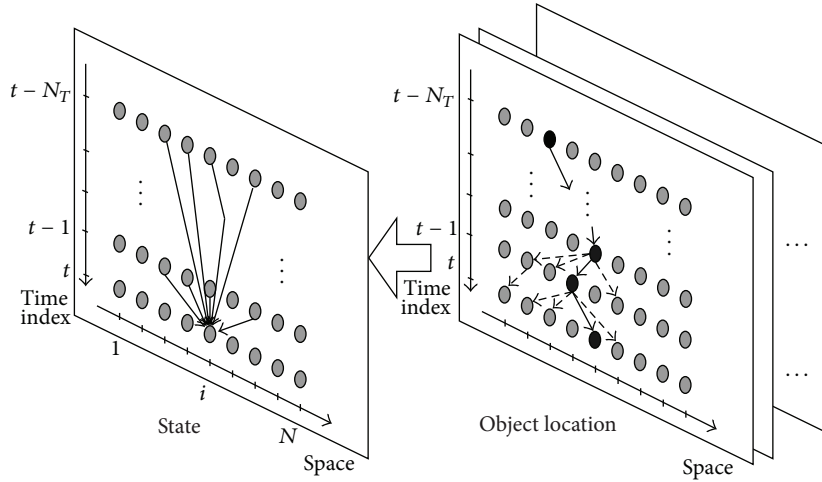 t − N_T
⋮
t − 1
⋮
t
Time
index
1
i
N
State
Space
t − N_T
⋮
⋮
t − 1
⋮
t
Time
index
Object location
Space
...
...